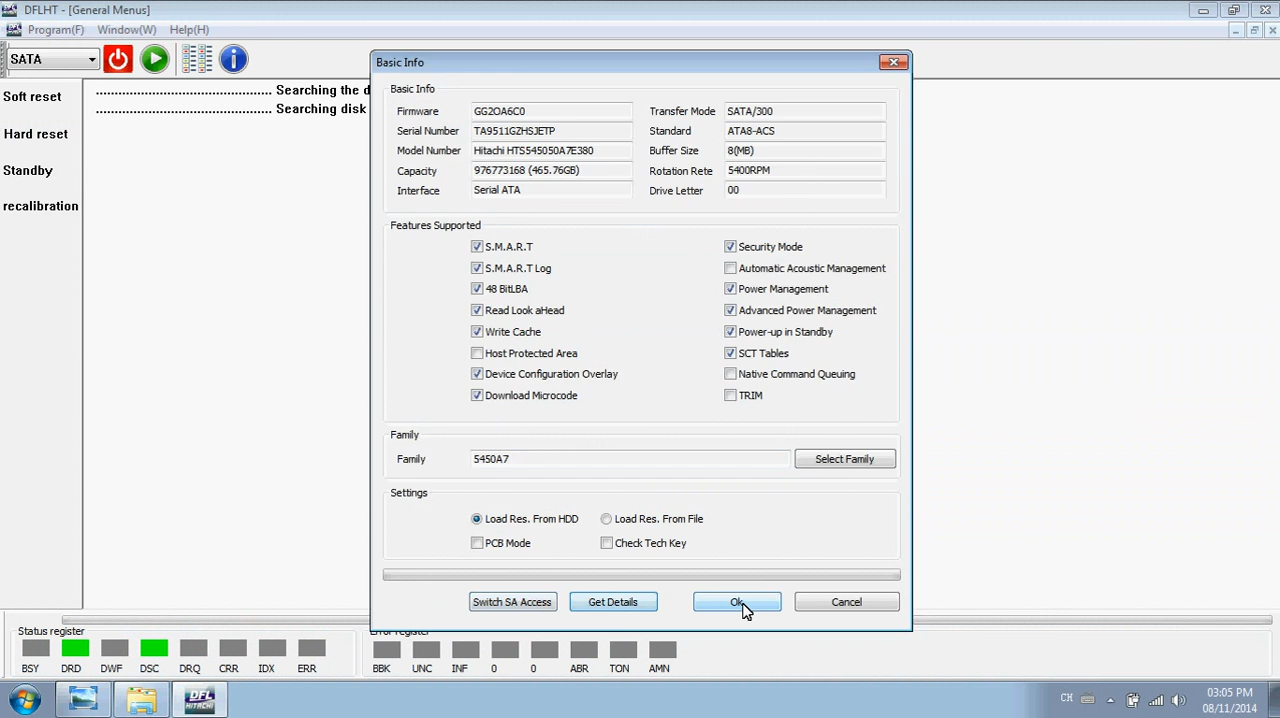 DFLHT - [General Menus]
Program(F) Window(W) Help(H)
SATA
Soft reset
Hard reset
Standby
recalibration
.............................................. Searching the d
.............................................. Searching disk
Basic Info
Basic Info
Firmware GG2OA6C0 Transfer Mode SATA/300
Serial Number TA9511GZHSJETP Standard ATA8-ACS
Model Number Hitachi HTS545050A7E380 Buffer Size 8(MB)
Capacity 976773168 (465.76GB) Rotation Rete 5400RPM
Interface Serial ATA Drive Letter 00
Features Supported
S.M.A.R.T Security Mode
S.M.A.R.T Log Automatic Acoustic Management
48 BitLBA Power Management
Read Look aHead Advanced Power Management
Write Cache Power-up in Standby
Host Protected Area SCT Tables
Device Configuration Overlay Native Command Queuing
Download Microcode TRIM
Family
Family 5450A7 Select Family
Settings
Load Res. From HDD Load Res. From File
PCB Mode Check Tech Key
Switch SA Access Get Details Ok Cancel
Status register Error register
BSY DRD DWF DSC DRQ CRR IDX ERR BBK UNC INF 0 0 ABR TON AMN
DFL HITACHI
CH
03:05 PM
08/11/2014